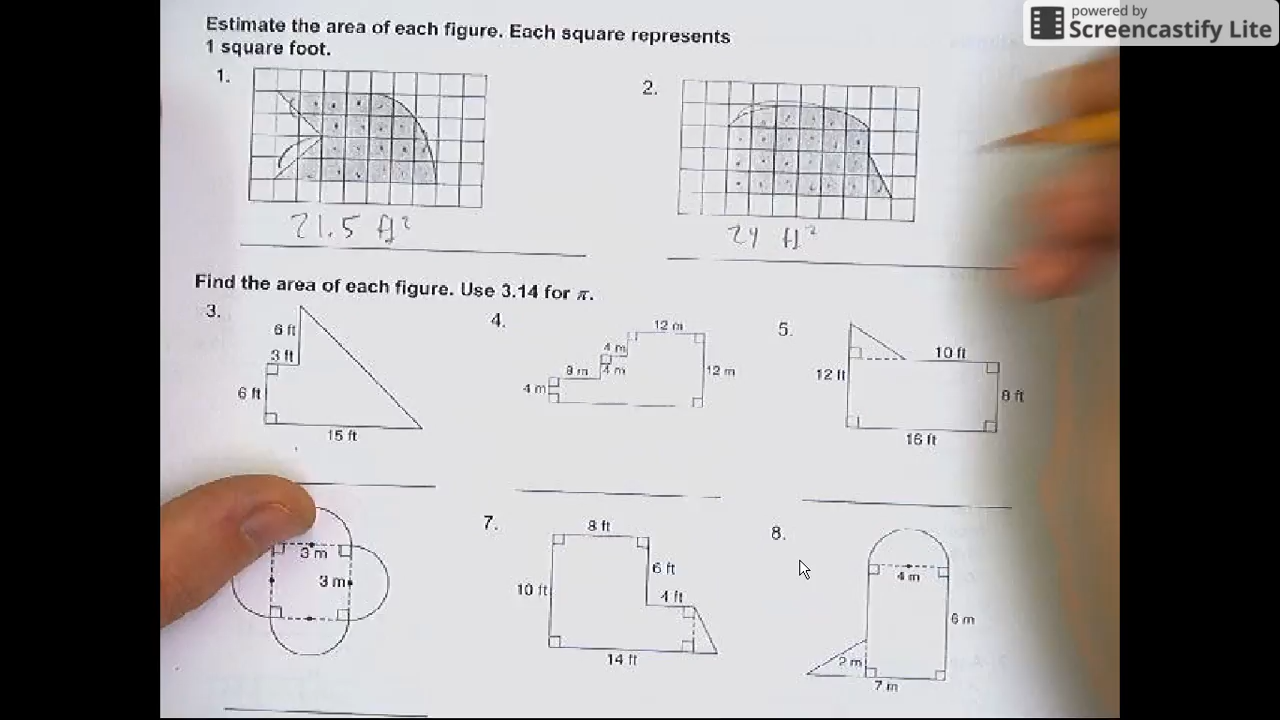 powered by
Screencastify Lite
Estimate the area of each figure. Each square represents
1 square foot.
1.
2.
21.5 ft²
24 ft²
Find the area of each figure. Use 3.14 for π.
3.
6 ft
3 ft
6 ft
15 ft
4.
12 m
4 m
8 m
4 m
4 m
12 m
5.
10 ft
12 ft
8 ft
16 ft
3 m
3 m
7.
8 ft
6 ft
10 ft
4 ft
14 ft
8.
4 m
6 m
2 m
7 m